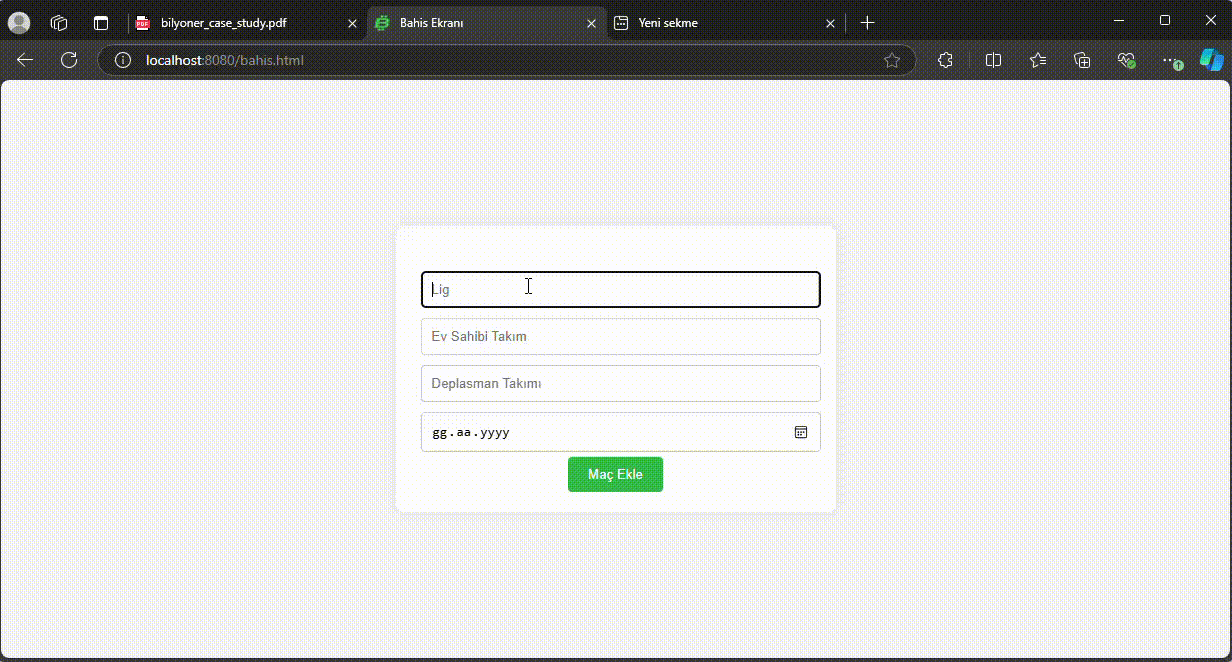 bilyoner_case_study.pdf
Bahis Ekranı
Yeni sekme
localhost:8080/bahis.html
Lig
Ev Sahibi Takım
Deplasman Takımı
gg.aa.yyyy
Maç Ekle